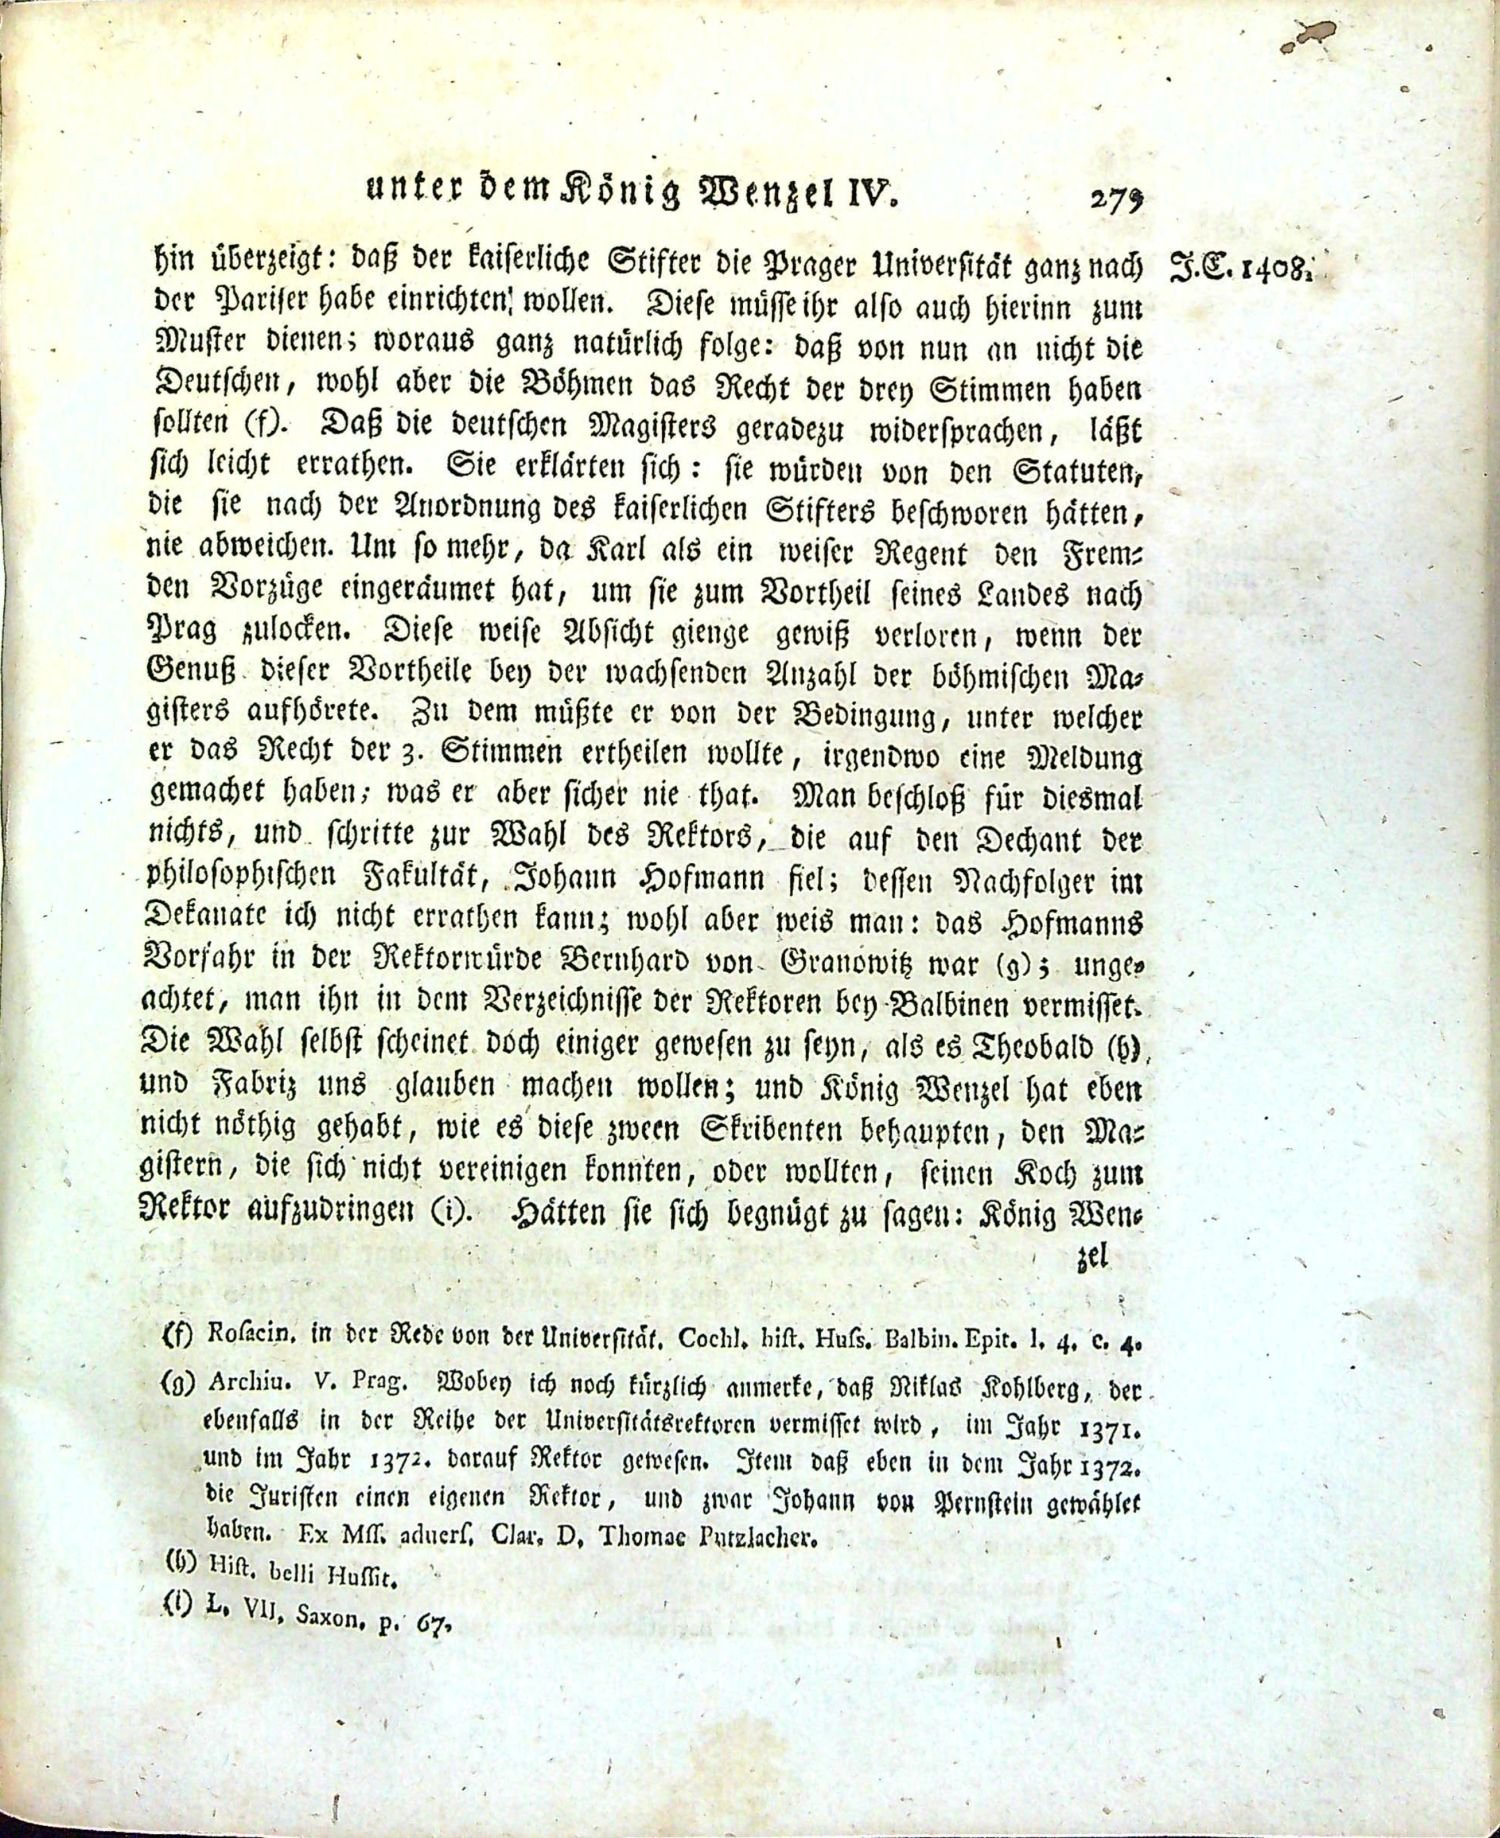 unter dem König Wenzel IV. 279
hin überzeigt: daß der kaiserliche Stifter die Prager Universität ganz nach J.C. 1408.
der Pariser habe einrichten wollen. Diese müsse ihr also auch hierinn zum
Muster dienen; woraus ganz natürlich folge: daß von nun an nicht die
Deutschen, wohl aber die Böhmen das Recht der drey Stimmen haben
sollten (f). Daß die deutschen Magisters geradezu widersprachen, läßt
sich leicht errathen. Sie erklärten sich: sie würden von den Statuten,
die sie nach der Anordnung des kaiserlichen Stifters beschworen hätten,
nie abweichen. Um so mehr, da Karl als ein weiser Regent den Frem-
den Vorzüge eingeräumet hat, um sie zum Vortheil seines Landes nach
Prag zulocken. Diese weise Absicht gienge gewiß verloren, wenn der
Genuß dieser Vortheile bey der wachsenden Anzahl der böhmischen Ma-
gisters aufhörete. Zu dem müßte er von der Bedingung, unter welcher
er das Recht der 3. Stimmen ertheilen wollte, irgendwo eine Meldung
gemachet haben; was er aber sicher nie that. Man beschloß für diesmal
nichts, und schritte zur Wahl des Rektors, die auf den Dechant der
philosophischen Fakultät, Johann Hofmann fiel; dessen Nachfolger im
Dekanate ich nicht errathen kann; wohl aber weis man: das Hofmanns
Vorfahr in der Rektorwürde Bernhard von Granowitz war (g); unge-
achtet, man ihn in dem Verzeichnisse der Rektoren bey Balbinen vermisset.
Die Wahl selbst scheinet doch einiger gewesen zu seyn, als es Theobald (h),
und Fabriz uns glauben machen wollen; und König Wenzel hat eben
nicht nöthig gehabt, wie es diese zween Skribenten behaupten, den Ma-
gistern, die sich nicht vereinigen konnten, oder wollten, seinen Koch zum
Rektor aufzudringen (i). Hätten sie sich begnügt zu sagen: König Wen-
zel
(f) Rosacin. in der Rede von der Universität. Cochl. hist. Huss. Balbin. Epit. l. 4. c. 4.
(g) Archiu. V. Prag. Wobey ich noch kürzlich anmerke, daß Niklas Kohlberg, der
ebenfalls in der Reihe der Universitätsrektoren vermisset wird, im Jahr 1371.
und im Jahr 1372. darauf Rektor gewesen. Item daß eben in dem Jahr 1372.
die Juristen einen eigenen Rektor, und zwar Johann von Pernstein gewählet
haben. Ex Mss. aduers. Clar. D. Thomae Putzlacher.
(h) Hist. belli Hussit.
(i) L. VII. Saxon. p. 67.